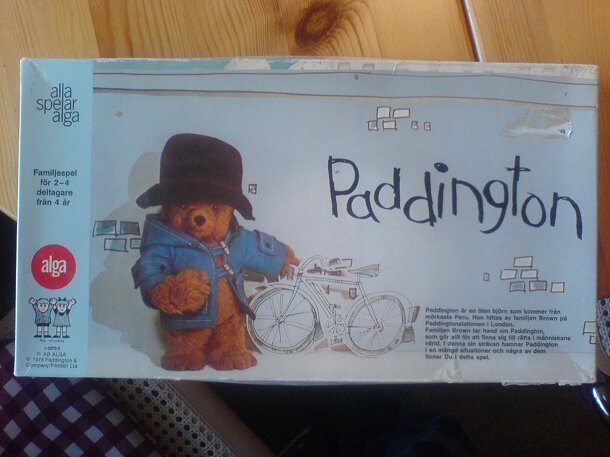 alla
spelar
alga
Familjespel
för 2–4
deltagare
från 4 år
alga
1-8975-2
© AB ALGA
© 1976 Paddington &
Company/Filmfair Ltd
Paddington
Paddington är en liten björn som kommer från
mörkaste Peru. Han hittas av familjen Brown på
Paddingtonstationen i London.
Familjen Brown tar hand om Paddington,
som gör allt för att finna sig till rätta i människans
värld. I denna sin strävan hamnar Paddington
i en mängd situationer och några av dem
finner Du i detta spel.